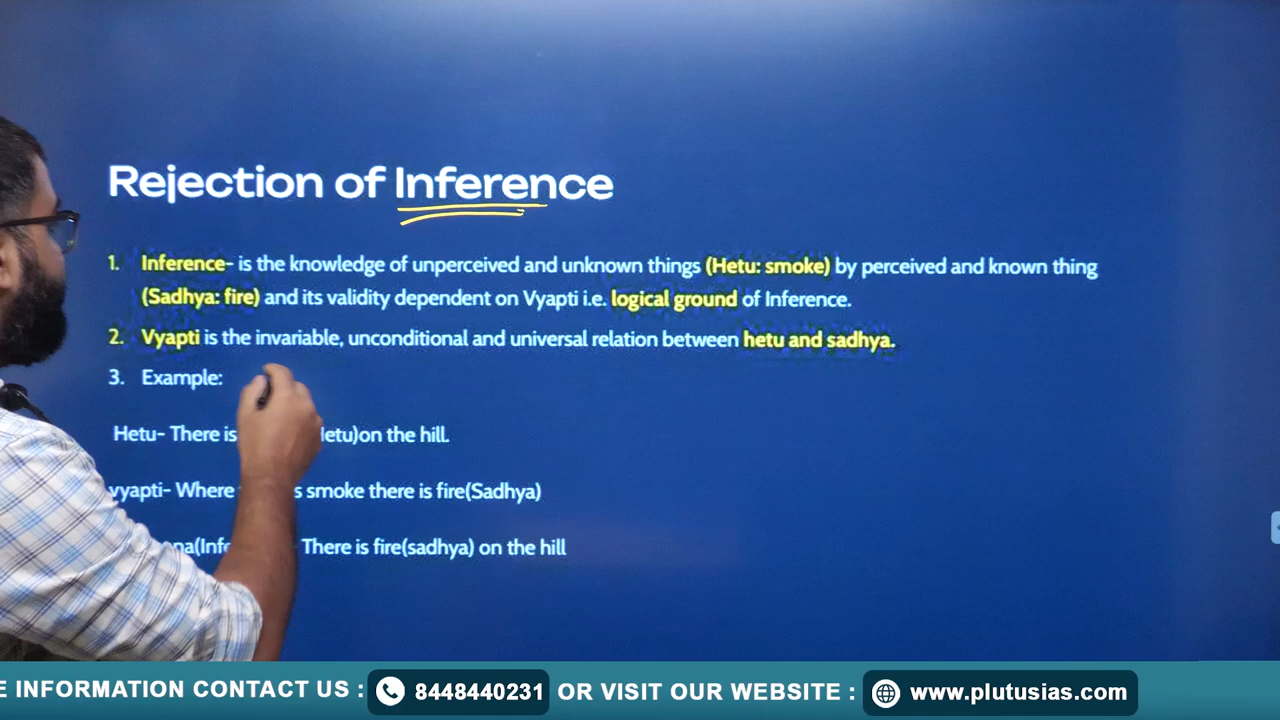 Rejection of Inference
1. Inference- is the knowledge of unperceived and unknown things (Hetu: smoke) by perceived and known thing
(Sadhya: fire) and its validity dependent on Vyapti i.e. logical ground of Inference.
2. Vyapti is the invariable, unconditional and universal relation between hetu and sadhya.
3. Example:
Hetu- There is etu)on the hill.
vyapti- Where s smoke there is fire(Sadhya)
na(Infe There is fire(sadhya) on the hill
E INFORMATION CONTACT US : 8448440231 OR VISIT OUR WEBSITE : www.plutusias.com